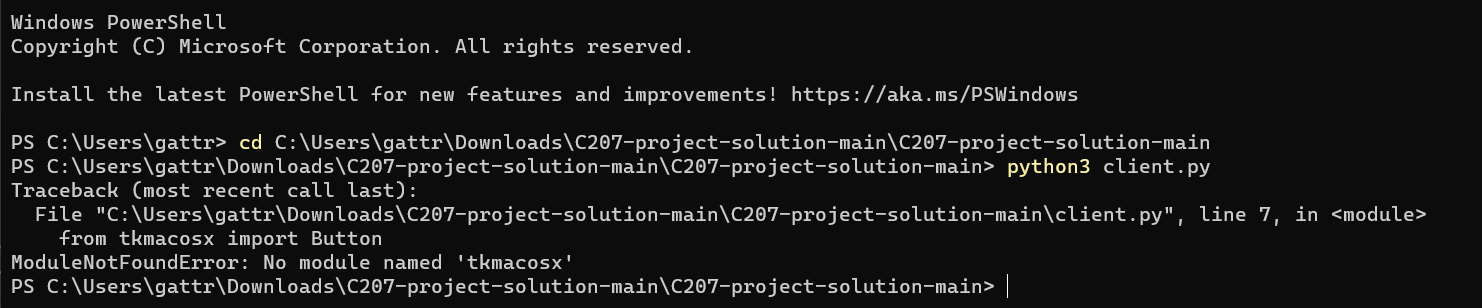 Windows PowerShell
Copyright (C) Microsoft Corporation. All rights reserved.
Install the latest PowerShell for new features and improvements! https://aka.ms/PSWindows
PS C:\Users\gattr> cd C:\Users\gattr\Downloads\C207-project-solution-main\C207-project-solution-main
PS C:\Users\gattr\Downloads\C207-project-solution-main\C207-project-solution-main> python3 client.py
Traceback (most recent call last):
  File "C:\Users\gattr\Downloads\C207-project-solution-main\C207-project-solution-main\client.py", line 7, in <module>
    from tkmacosx import Button
ModuleNotFoundError: No module named 'tkmacosx'
PS C:\Users\gattr\Downloads\C207-project-solution-main\C207-project-solution-main>